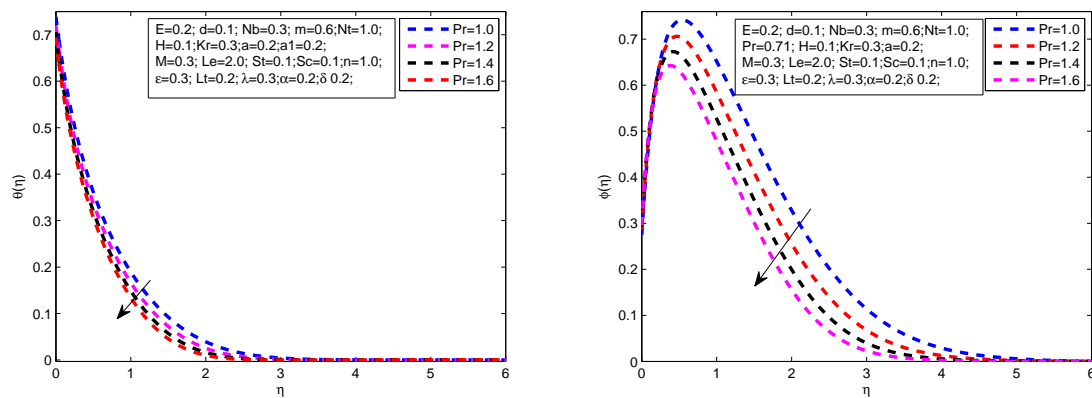 E=0.2; d=0.1; Nb=0.3; m=0.6;Nt=1.0;
H=0.1;Kr=0.3;a=0.2;a1=0.2;
M=0.3; Le=2.0; St=0.1;Sc=0.1;n=1.0;
ε=0.3; Lt=0.2; λ=0.3;α=0.2;δ 0.2;
Pr=1.0
Pr=1.2
Pr=1.4
Pr=1.6
θ(η)
0.7
0.6
0.5
0.4
0.3
0.2
0.1
0
0 1 2 3 4 5 6
η
E=0.2; d=0.1; Nb=0.3; m=0.6;Nt=1.0;
Pr=0.71; H=0.1;Kr=0.3;a=0.2;
M=0.3; Le=2.0; St=0.1;Sc=0.1;n=1.0;
ε=0.3; Lt=0.2; λ=0.3;α=0.2;δ 0.2;
Pr=1.0
Pr=1.2
Pr=1.4
Pr=1.6
ϕ(η)
0.7
0.6
0.5
0.4
0.3
0.2
0.1
0
0 1 2 3 4 5 6
η